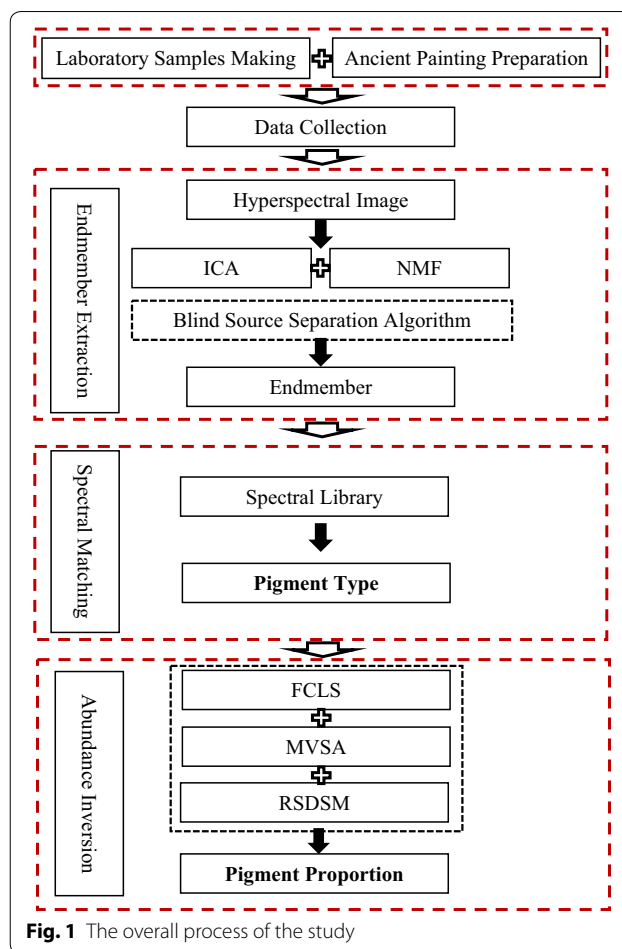 Laboratory Samples Making
Ancient Painting Preparation
Data Collection
Endmember Extraction
Hyperspectral Image
ICA
NMF
Blind Source Separation Algorithm
Endmember
Spectral Matching
Spectral Library
Pigment Type
Abundance Inversion
FCLS
MVSA
RSDSM
Pigment Proportion
Fig. 1 The overall process of the study